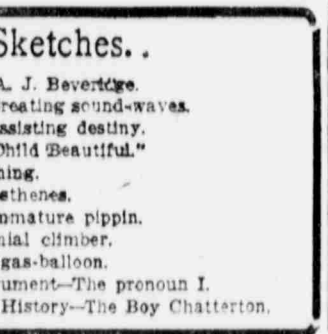 Sketches. .
A. J. Beveridge.
reating sound-waves.
ssisting destiny.
Child Beautiful."
ning.
sthenes.
mmature pippin.
nial climber.
gas-balloon.
ument—The pronoun I.
History—The Boy Chatterton.